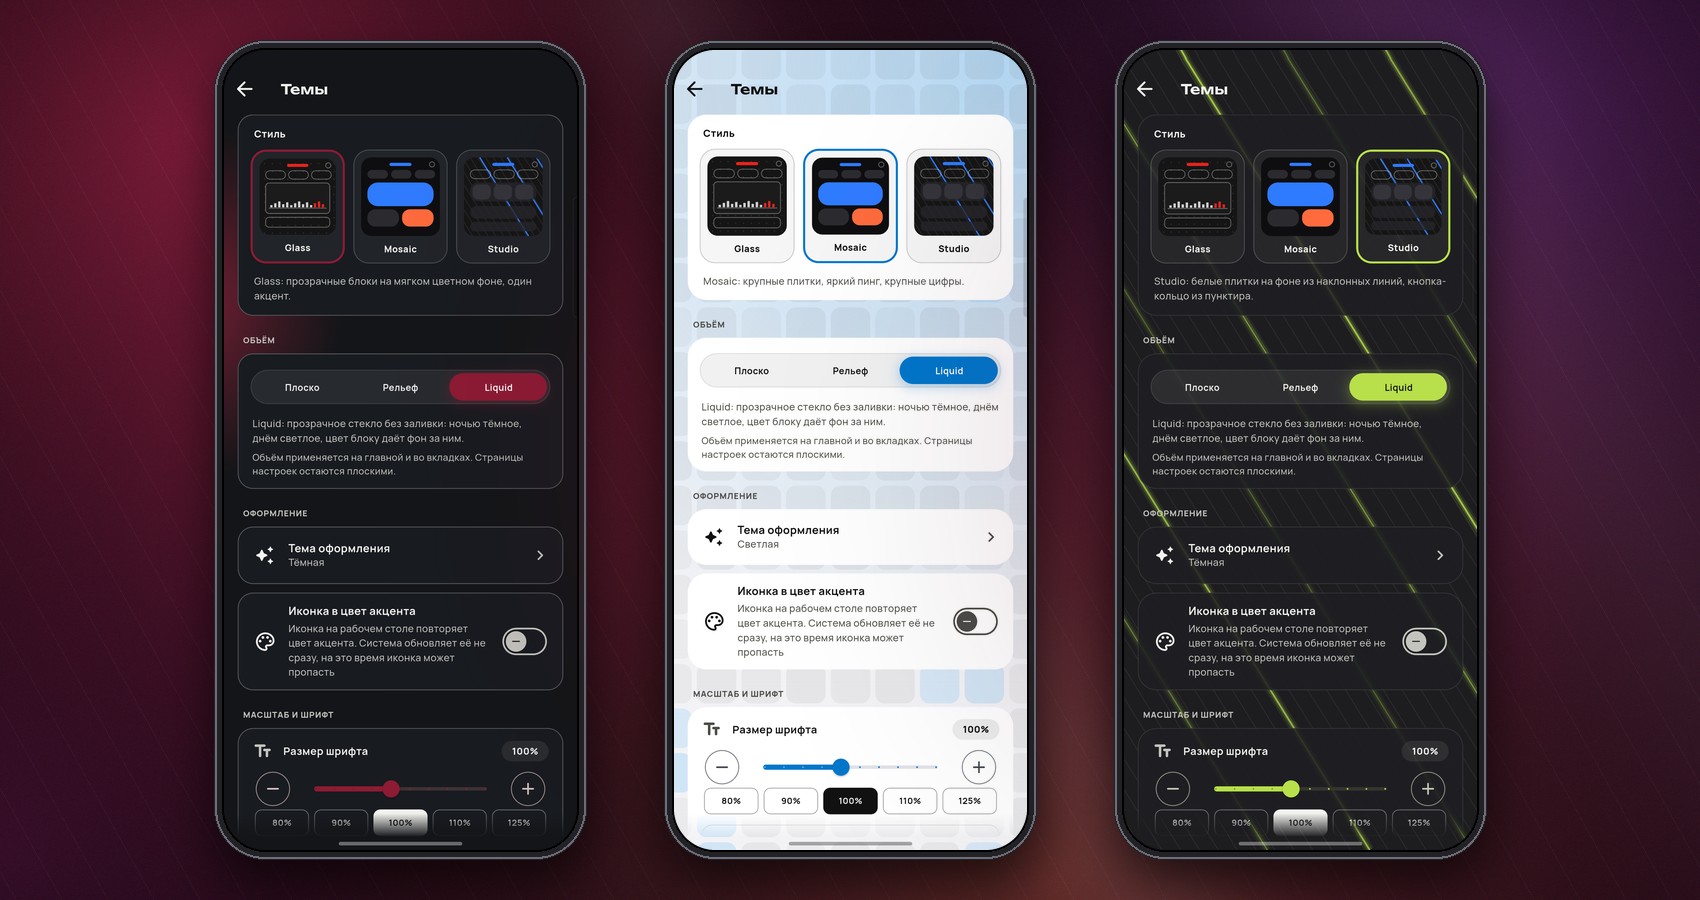 Темы
Стиль
Glass
Mosaic
Studio
Glass: прозрачные блоки на мягком цветном фоне, один
акцент.
ОБЪЁМ
Плоско
Рельеф
Liquid
Liquid: прозрачное стекло без заливки: ночью тёмное,
днём светлое, цвет блоку даёт фон за ним.
Объём применяется на главной и во вкладках. Страницы
настроек остаются плоскими.
ОФОРМЛЕНИЕ
Тема оформления
Тёмная
Иконка в цвет акцента
Иконка на рабочем столе повторяет
цвет акцента. Система обновляет её не
сразу, на это время иконка может
пропасть
МАСШТАБ И ШРИФТ
Размер шрифта
100%
80%
90%
100%
110%
125%
Темы
Стиль
Glass
Mosaic
Studio
Mosaic: крупные плитки, яркий пинг, крупные цифры.
ОБЪЁМ
Плоско
Рельеф
Liquid
Liquid: прозрачное стекло без заливки: ночью тёмное, днём
светлое, цвет блоку даёт фон за ним.
Объём применяется на главной и во вкладках. Страницы
настроек остаются плоскими.
ОФОРМЛЕНИЕ
Тема оформления
Светлая
Иконка в цвет акцента
Иконка на рабочем столе повторяет
цвет акцента. Система обновляет её не
сразу, на это время иконка может
пропасть
МАСШТАБ И ШРИФТ
Размер шрифта
100%
80%
90%
100%
110%
125%
Темы
Стиль
Glass
Mosaic
Studio
Studio: белые плитки на фоне из наклонных линий, кнопка-
кольцо из пунктира.
ОБЪЁМ
Плоско
Рельеф
Liquid
Liquid: прозрачное стекло без заливки: ночью тёмное,
днём светлое, цвет блоку даёт фон за ним.
Объём применяется на главной и во вкладках. Страницы
настроек остаются плоскими.
ОФОРМЛЕНИЕ
Тема оформления
Тёмная
Иконка в цвет акцента
Иконка на рабочем столе повторяет
цвет акцента. Система обновляет её не
сразу, на это время иконка может
пропасть
МАСШТАБ И ШРИФТ
Размер шрифта
100%
80%
90%
100%
110%
125%